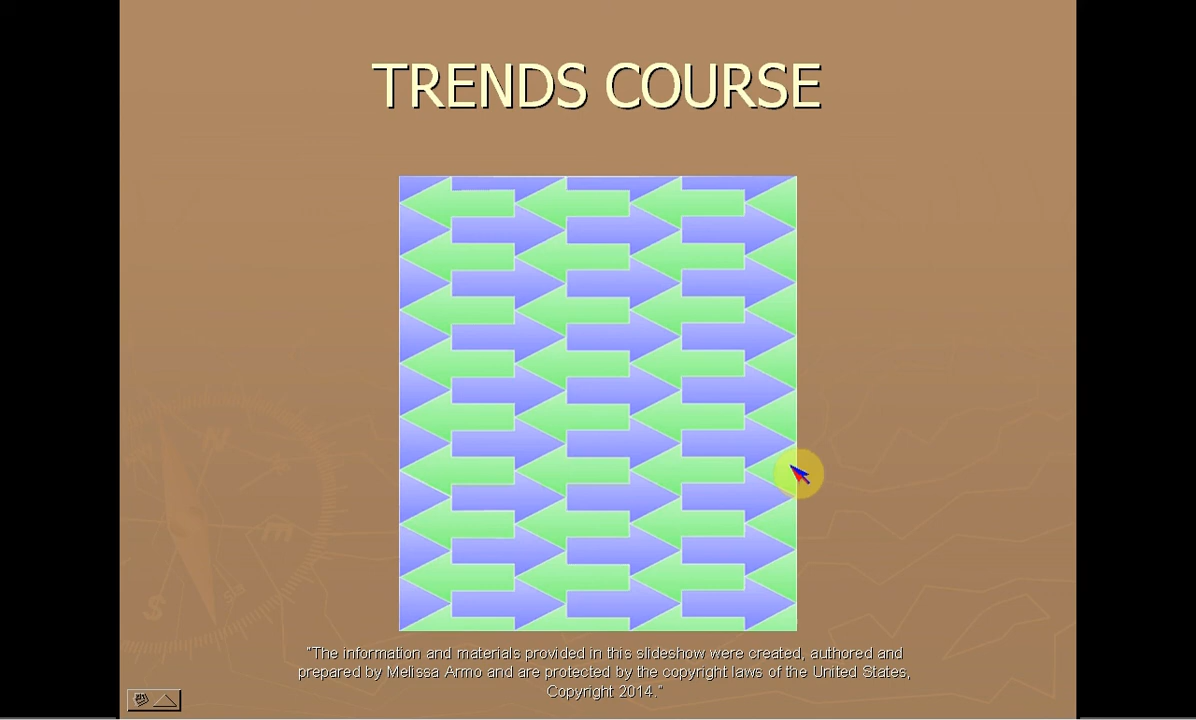 TRENDS COURSE
"The information and materials provided in this slideshow were created, authored and
prepared by Melissa Armo and are protected by the copyright laws of the United States,
Copyright 2014."